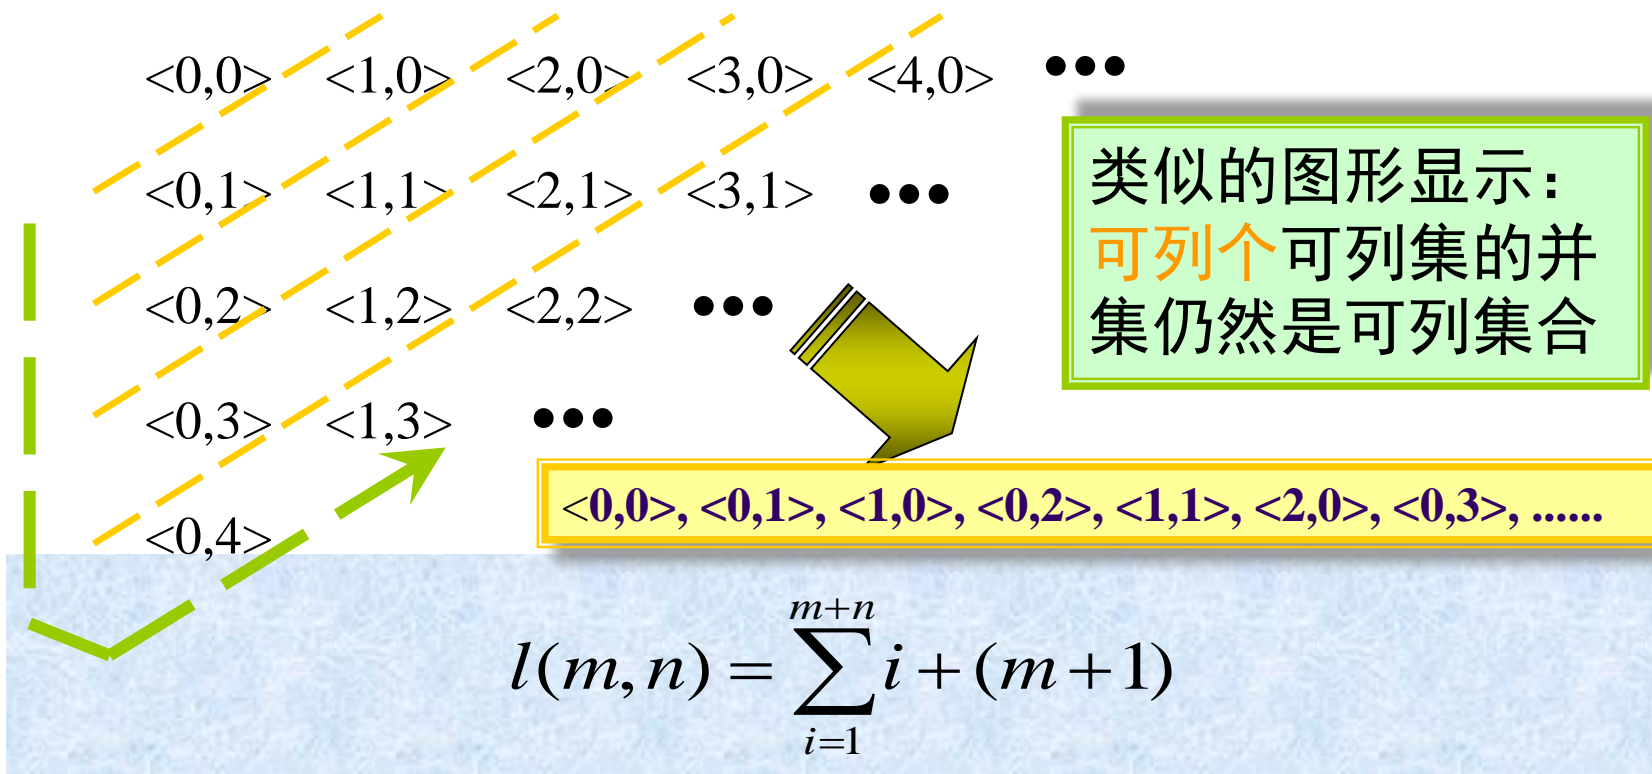 <0,0> <1,0> <2,0> <3,0> <4,0> •••
<0,1> <1,1> <2,1> <3,1> •••
<0,2> <1,2> <2,2> •••
<0,3> <1,3> •••
<0,4>
类似的图形显示：
可列个可列集的并
集仍然是可列集合
<0,0>, <0,1>, <1,0>, <0,2>, <1,1>, <2,0>, <0,3>, ......
l(m,n) = \sum_{i=1}^{m+n} i + (m+1)